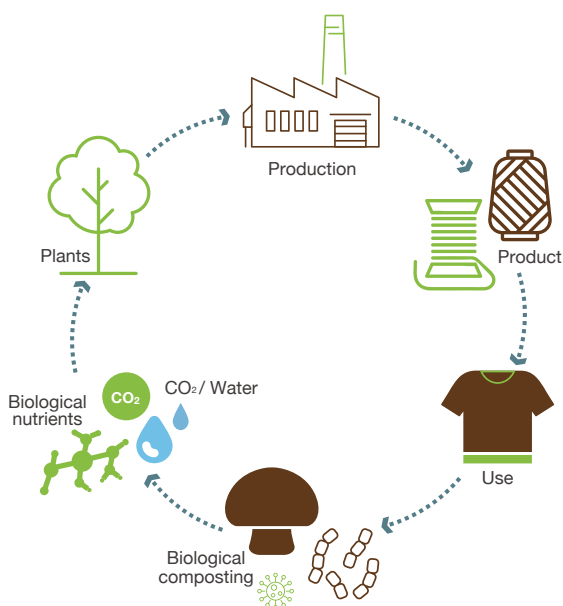 Production
Plants
Product
CO₂ / Water
CO₂
Biological
nutrients
Use
Biological
composting